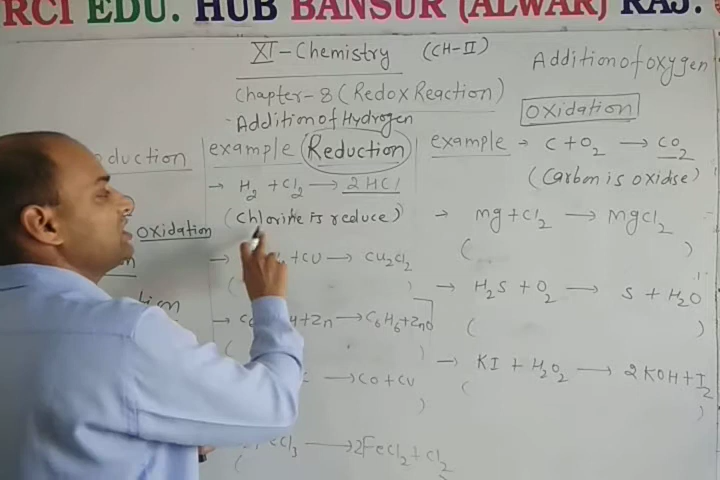 RCI EDU. HUB BANSUR (ALWAR) RAJ.
XI-Chemistry (CH-II)
Chapter-8 (Redox Reaction)
Addition of Hydrogen
example Reduction
→ H2 + Cl2 → 2HCl
(Chlorine is reduce)
+ CU → CU2Cl2
( )
→ + Zn → C6H6 + ZnO
( )
→ CO + CU
)
→ 2FeCl2 + Cl2
(
oxidation
Addition of oxygen
Oxidation
example → C + O2 → CO2
(Carbon is oxidse)
→ Mg + Cl2 → MgCl2
( )
→ H2S + O2 → S + H2O
( )
→ KI + H2O2 → 2KOH + I2
( )